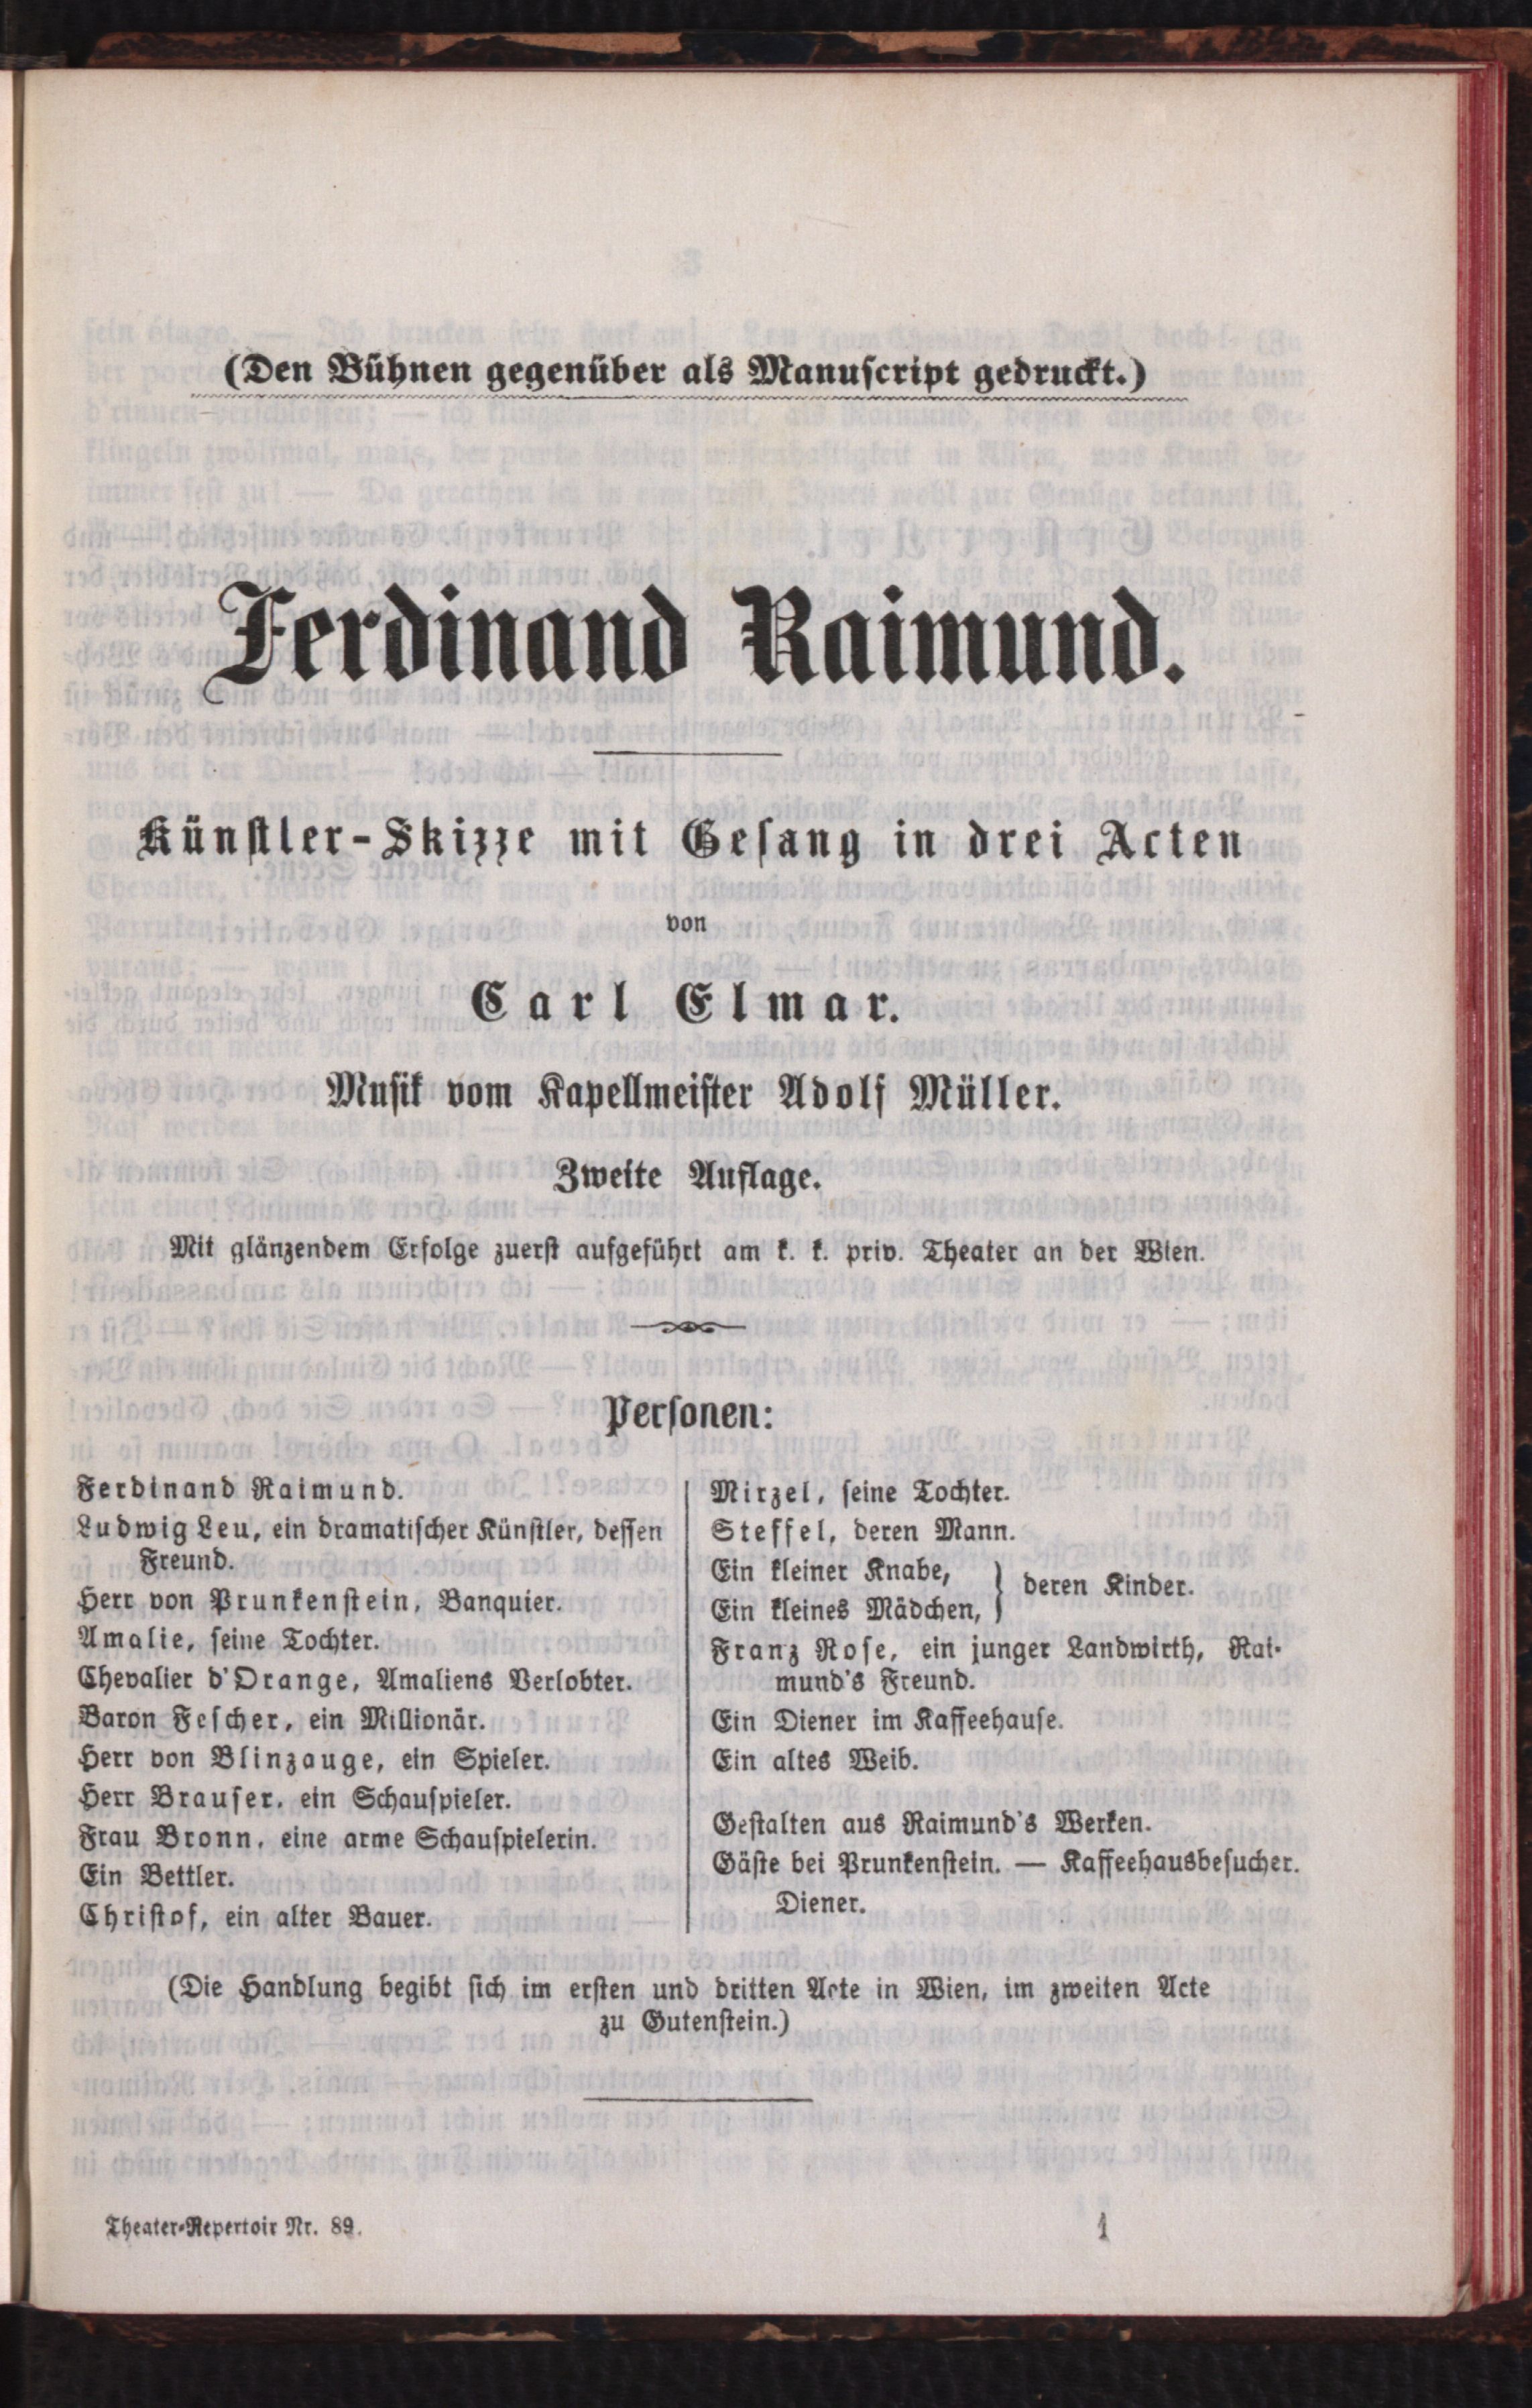 (Den Bühnen gegenüber als Manuscript gedruckt.)
Ferdinand Raimund.
Künstler-Skizze mit Gesang in drei Acten
von
Carl Elmar.
Musik vom Kapellmeister Adolf Müller.
Zweite Auflage.
Mit glänzendem Erfolge zuerst aufgeführt am k. k. priv. Theater an der Wien.
Personen:
Ferdinand Raimund.
Ludwig Leu, ein dramatischer Künstler, dessen
Freund.
Herr von Prunkenstein, Banquier.
Amalie, seine Tochter.
Chevalier d'Orange, Amaliens Verlobter.
Baron Fescher, ein Millionär.
Herr von Blinzauge, ein Spieler.
Herr Brauser, ein Schauspieler.
Frau Bronn, eine arme Schauspielerin.
Ein Bettler.
Christof, ein alter Bauer.
Mirzel, seine Tochter.
Steffel, deren Mann.
Ein kleiner Knabe,
Ein kleines Mädchen, } deren Kinder.
Franz Rose, ein junger Landwirth, Rai-
mund's Freund.
Ein Diener im Kaffeehause.
Ein altes Weib.
Gestalten aus Raimund's Werken.
Gäste bei Prunkenstein. — Kaffeehausbesucher.
Diener.
(Die Handlung begibt sich im ersten und dritten Acte in Wien, im zweiten Acte
zu Gutenstein.)
Theater-Repertoir Nr. 89. 1